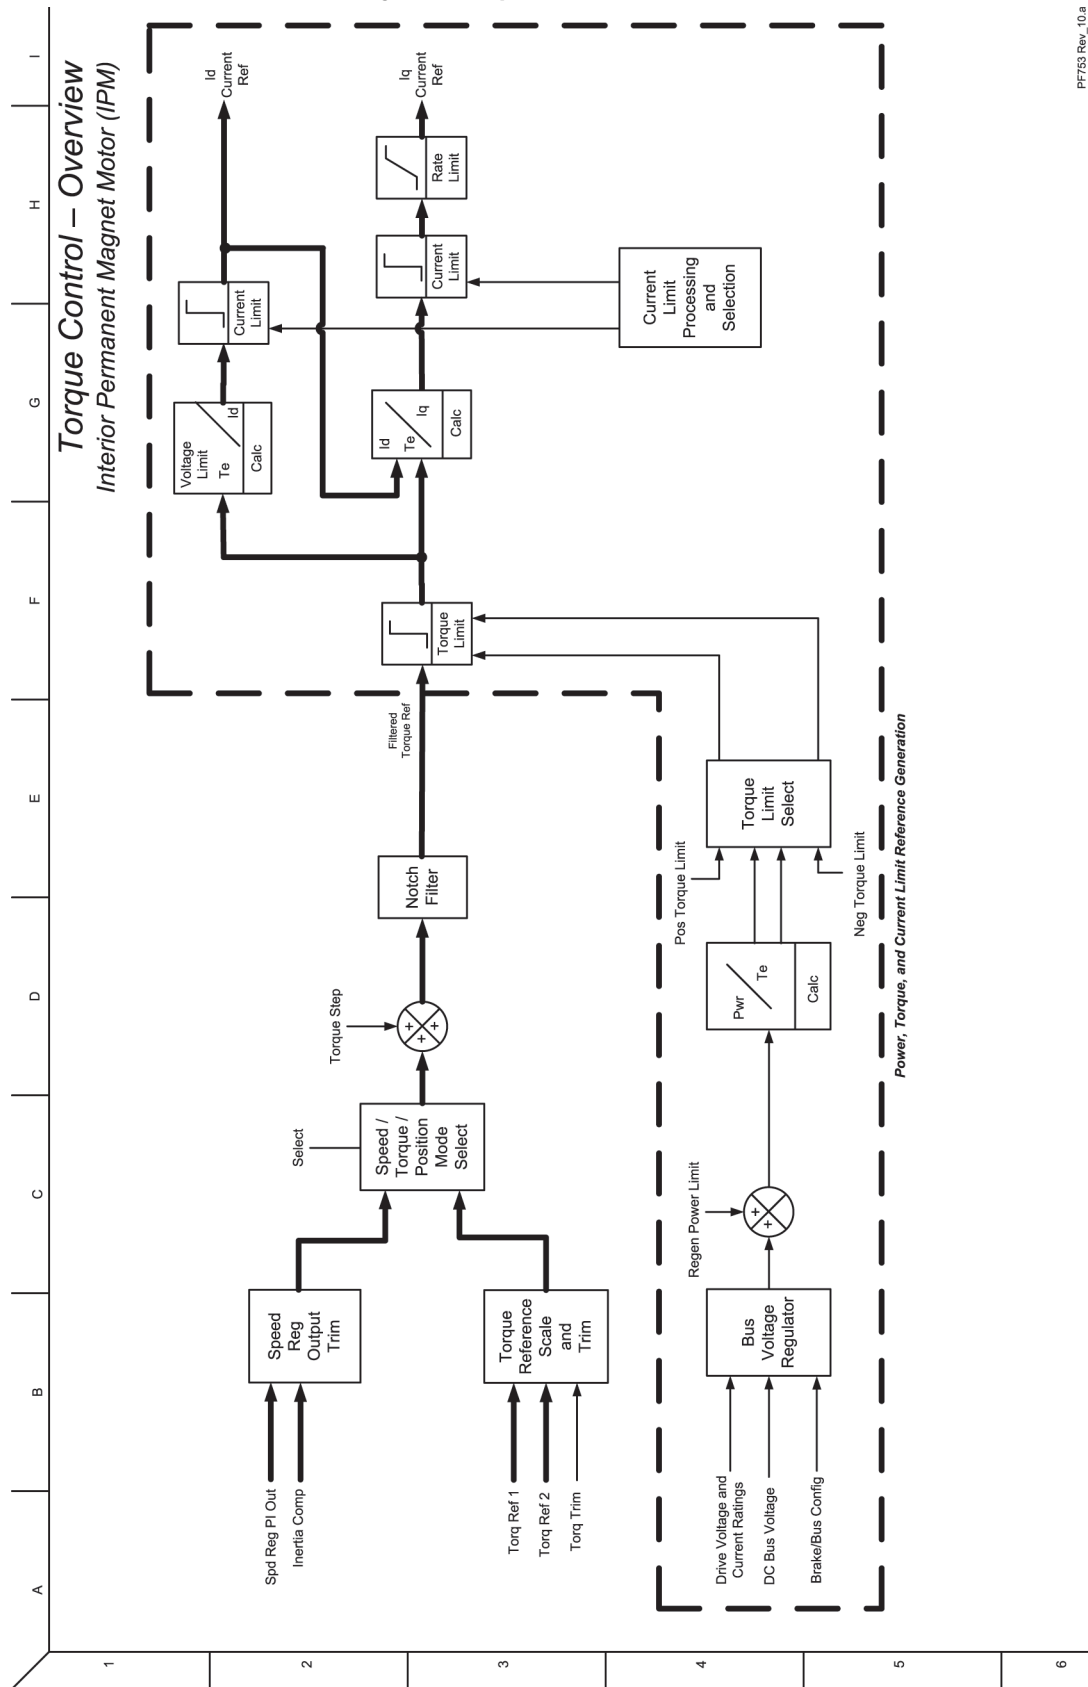 Torque Control – Overview
Interior Permanent Magnet Motor (IPM)
A
B
C
D
E
F
G
H
I
1
2
3
4
5
6
Spd Reg PI Out
Inertia Comp
Speed
Reg
Output
Trim
Torq Ref 1
Torq Ref 2
Torq Trim
Torque
Reference
Scale
and
Trim
Select
Speed /
Torque /
Position
Mode
Select
Torque Step
+
+
+
Notch
Filter
Filtered
Torque Ref
Torque
Limit
Voltage
Limit
Te
Id
Calc
Current
Limit
Id
Current
Ref
Id
Te
Iq
Calc
Current
Limit
Rate
Limit
Iq
Current
Ref
Current
Limit
Processing
and
Selection
Drive Voltage and
Current Ratings
DC Bus Voltage
Brake/Bus Config
Bus
Voltage
Regulator
Regen Power Limit
+
+
Pwr
Te
Calc
Pos Torque Limit
Neg Torque Limit
Torque
Limit
Select
Power, Torque, and Current Limit Reference Generation
PF753 Rev_10.a